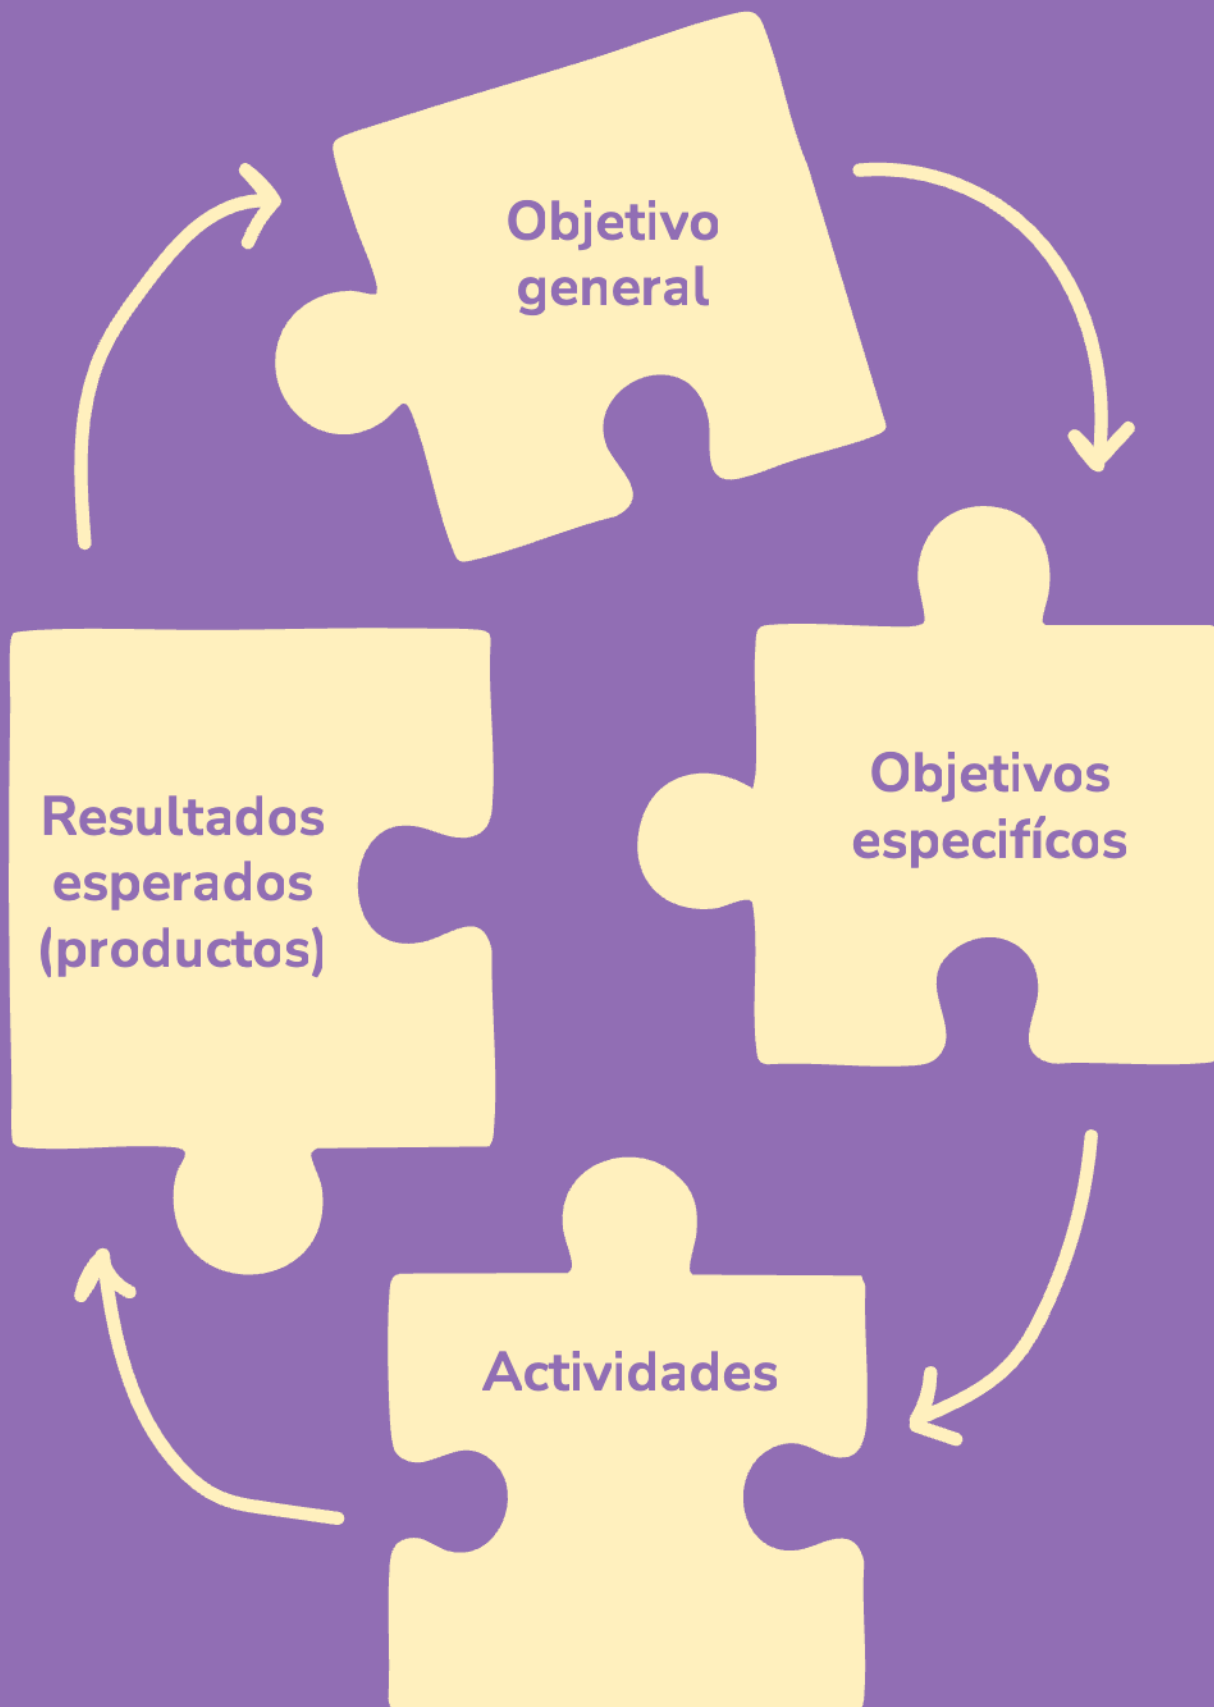 Objetivo
general
Objetivos
especifícos
Actividades
Resultados
esperados
(productos)